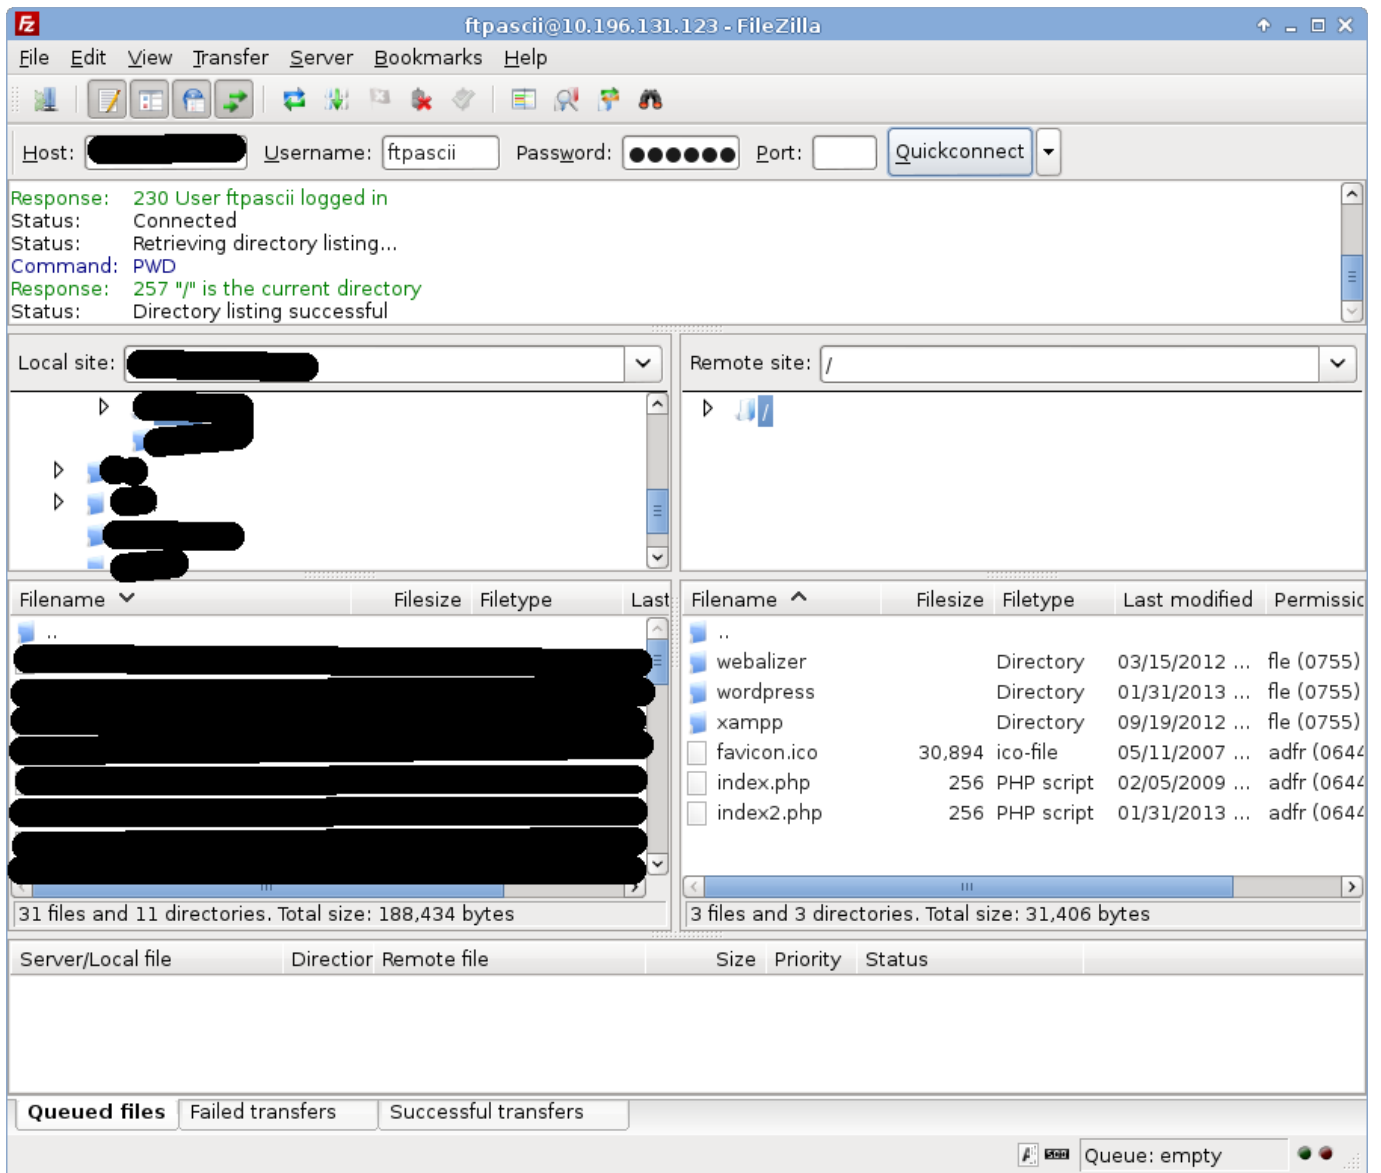 ftpascii@10.196.131.123 - FileZilla
File Edit View Transfer Server Bookmarks Help
Host: Username: ftpascii Password: ●●●●●● Port: Quickconnect
Response: 230 User ftpascii logged in
Status: Connected
Status: Retrieving directory listing...
Command: PWD
Response: 257 "/" is the current directory
Status: Directory listing successful
Local site:
Remote site: /
/
Filename Filesize Filetype Last
..
31 files and 11 directories. Total size: 188,434 bytes
Filename Filesize Filetype Last modified Permissic
..
webalizer Directory 03/15/2012 ... fle (0755)
wordpress Directory 01/31/2013 ... fle (0755)
xampp Directory 09/19/2012 ... fle (0755)
favicon.ico 30,894 ico-file 05/11/2007 ... adfr (0644
index.php 256 PHP script 02/05/2009 ... adfr (0644
index2.php 256 PHP script 01/31/2013 ... adfr (0644
3 files and 3 directories. Total size: 31,406 bytes
Server/Local file Direction Remote file Size Priority Status
Queued files Failed transfers Successful transfers
Queue: empty